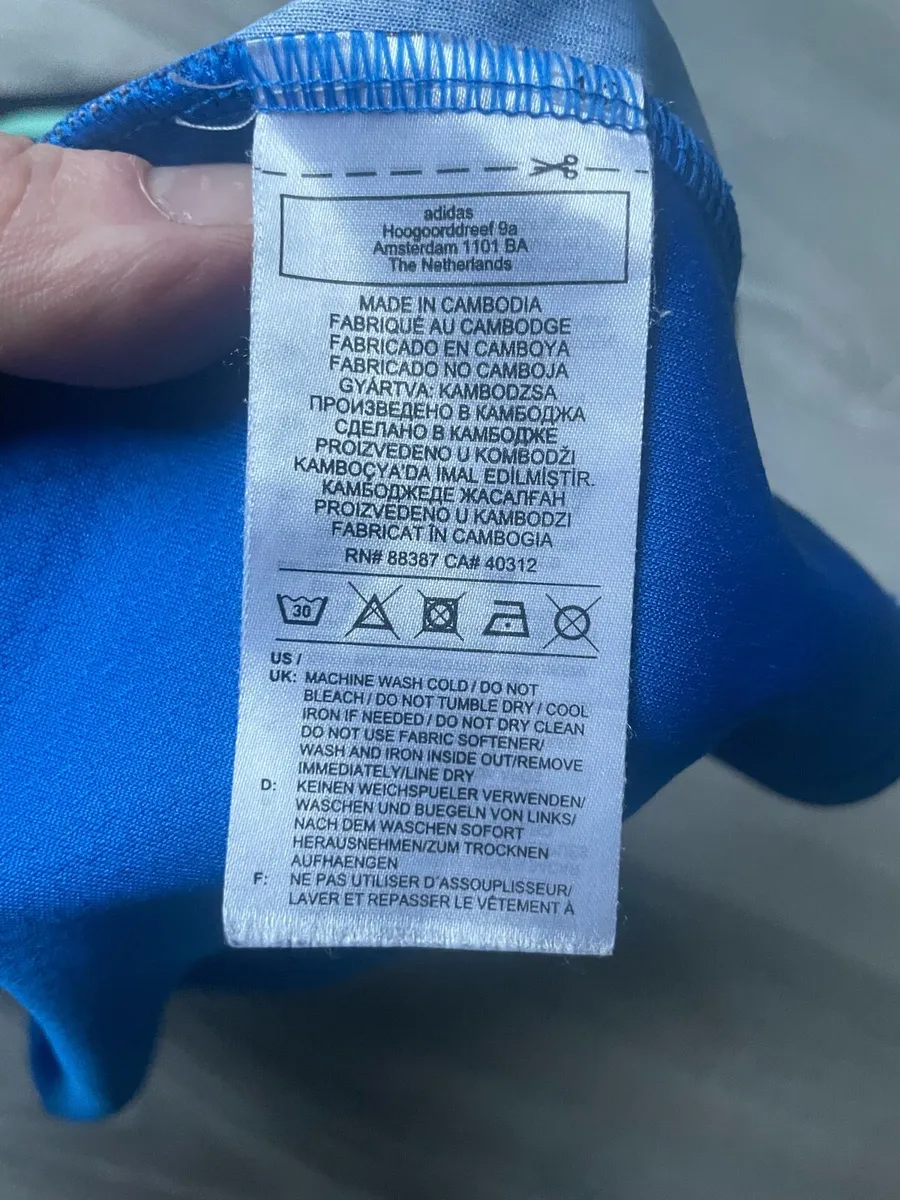 adidas
Hoogoorddreef 9a
Amsterdam 1101 BA
The Netherlands
MADE IN CAMBODIA
FABRIQUÉ AU CAMBODGE
FABRICADO EN CAMBOYA
FABRICADO NO CAMBOJA
GYÁRTVA: KAMBODZSA
ПРОИЗВЕДЕНО В КАМБОДЖА
СДЕЛАНО В КАМБОДЖЕ
PROIZVEDENO U KOMBODŽI
KAMBOÇYA'DA IMAL EDILMIŞTIR.
КАМБОДЖЕДЕ ЖАСАЛҒАН
PROIZVEDENO U KAMBODZI
FABRICAT ÎN CAMBOGIA
RN# 88387 CA# 40312
30
US /
UK: MACHINE WASH COLD / DO NOT
BLEACH / DO NOT TUMBLE DRY / COOL
IRON IF NEEDED / DO NOT DRY CLEAN
DO NOT USE FABRIC SOFTENER/
WASH AND IRON INSIDE OUT/REMOVE
IMMEDIATELY/LINE DRY
D: KEINEN WEICHSPUELER VERWENDEN/
WASCHEN UND BUEGELN VON LINKS/
NACH DEM WASCHEN SOFORT
HERAUSNEHMEN/ZUM TROCKNEN
AUFHAENGEN
F: NE PAS UTILISER D'ASSOUPLISSEUR/
LAVER ET REPASSER LE VÊTEMENT À